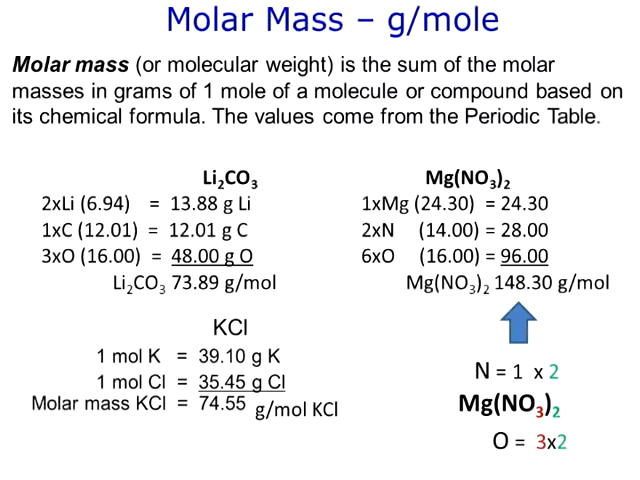 Molar Mass – g/mole
Molar mass (or molecular weight) is the sum of the molar
masses in grams of 1 mole of a molecule or compound based on
its chemical formula. The values come from the Periodic Table.
Li₂CO₃
2xLi (6.94) = 13.88 g Li
1xC (12.01) = 12.01 g C
3xO (16.00) = 48.00 g O
Li₂CO₃ 73.89 g/mol
Mg(NO₃)₂
1xMg (24.30) = 24.30
2xN (14.00) = 28.00
6xO (16.00) = 96.00
Mg(NO₃)₂ 148.30 g/mol
KCl
1 mol K = 39.10 g K
1 mol Cl = 35.45 g Cl
Molar mass KCl = 74.55 g/mol KCl
N = 1 x 2
Mg(NO₃)₂
O = 3x2